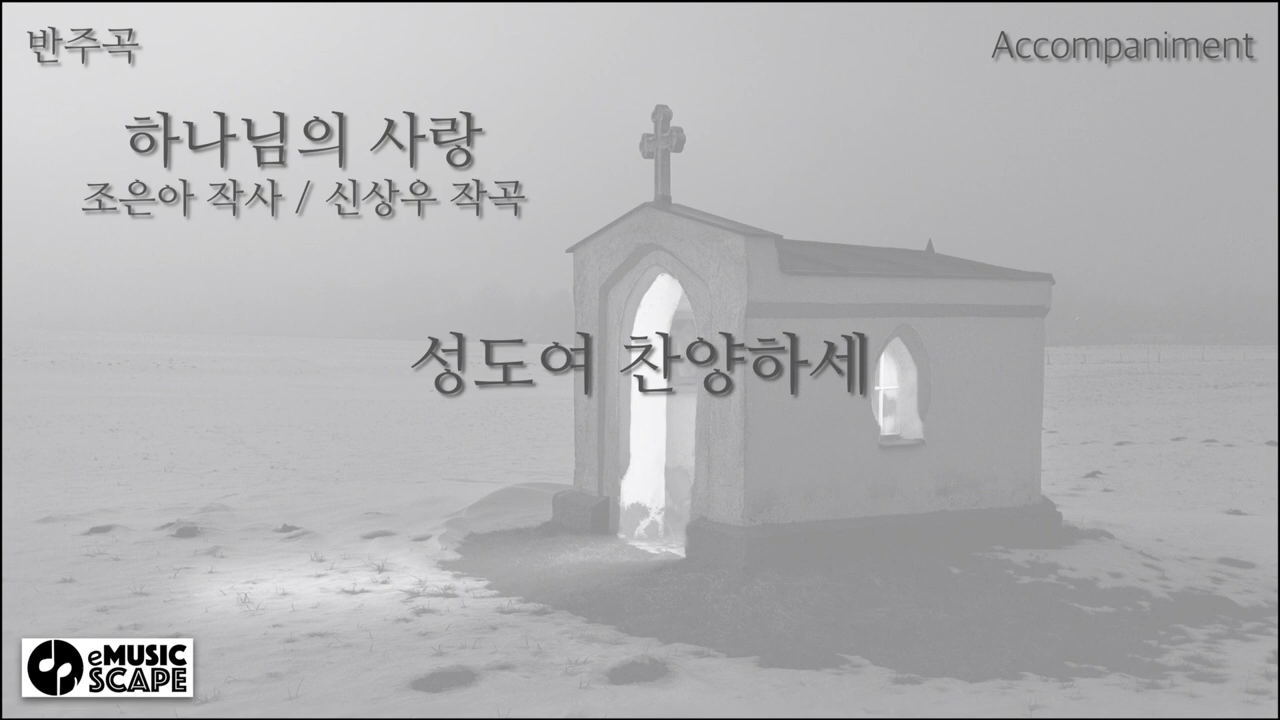 반주곡
Accompaniment
하나님의 사랑
조은아 작사 / 신상우 작곡
성도여 찬양하세
eMUSIC
SCAPE